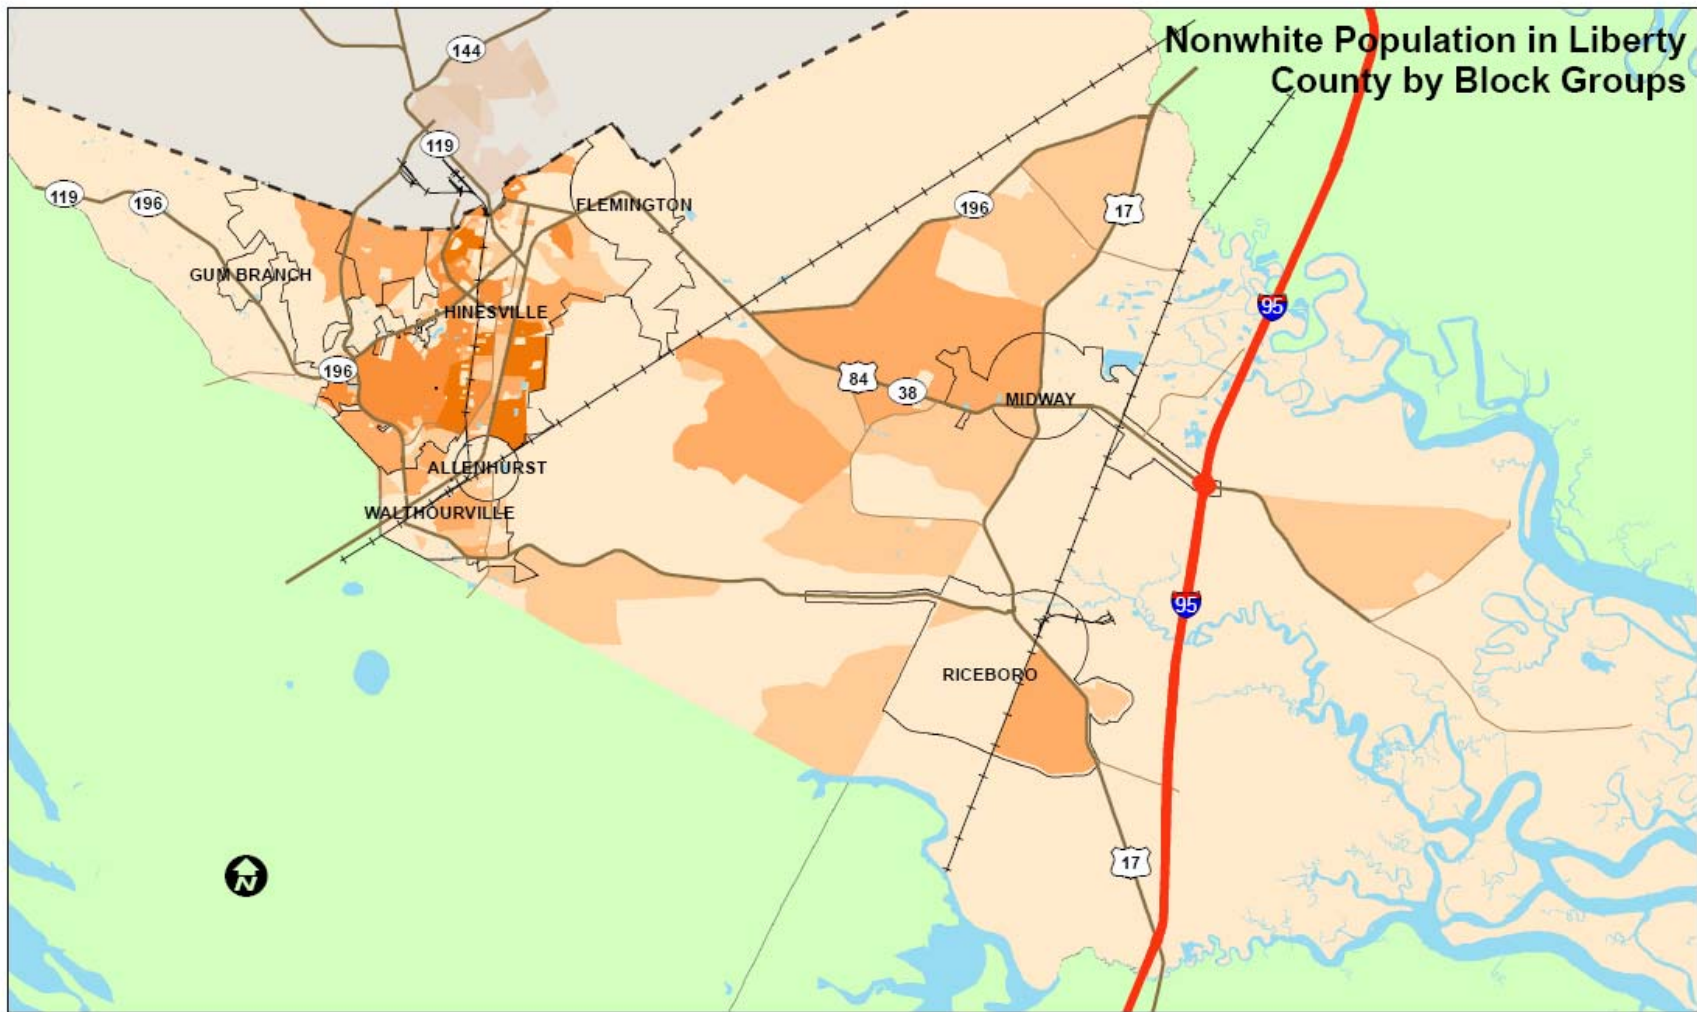 Nonwhite Population in Liberty
County by Block Groups
144
119
119
196
FLEMINGTON
196
17
GUM BRANCH
HINESVILLE
95
196
84
38
MIDWAY
ALLENHURST
WALTHOURVILLE
95
RICEBORO
17
N